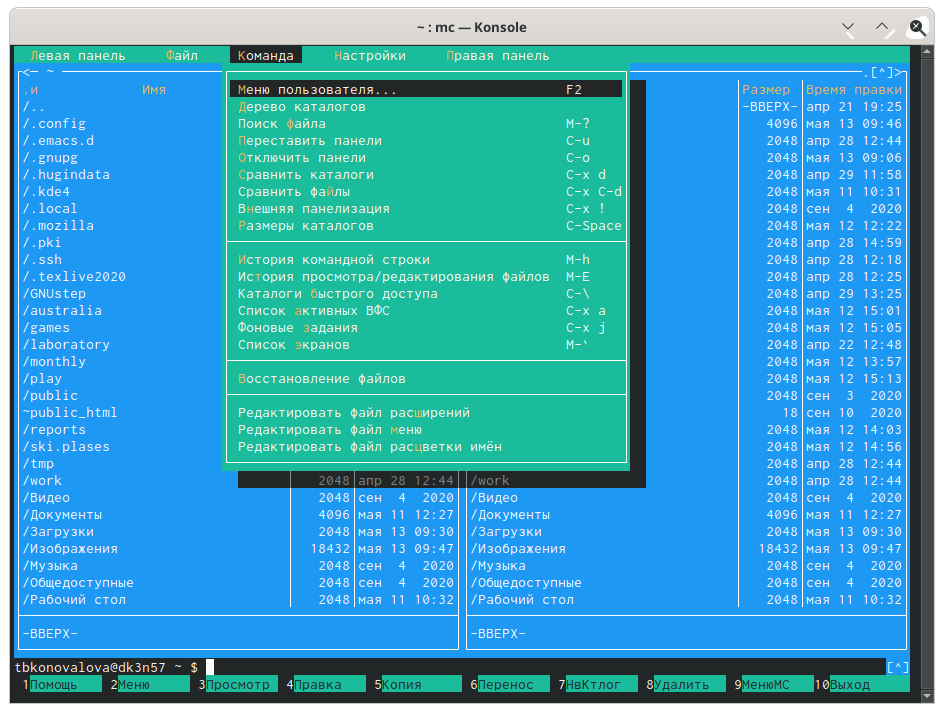 ~ : mc — Konsole
Левая панель Файл Команда Настройки Правая панель
<— ~ .[^]>
.и Имя Меню пользователя... F2 Размер Время правки
/.. Дерево каталогов -ВВЕРХ- апр 21 19:25
/.config Поиск файла M-? 4096 мая 13 09:46
/.emacs.d Переставить панели C-u 2048 апр 28 12:44
/.gnupg Отключить панели C-o 2048 мая 13 09:06
/.hugindata Сравнить каталоги C-x d 2048 апр 29 11:58
/.kde4 Сравнить файлы C-x C-d 2048 мая 11 10:31
/.local Внешняя панелизация C-x ! 2048 сен 4 2020
/.mozilla Размеры каталогов C-Space 2048 мая 12 12:22
/.pki 2048 апр 28 14:59
/.ssh История командной строки M-h 2048 апр 28 12:18
/.texlive2020 История просмотра/редактирования файлов M-E 2048 апр 28 12:25
/GNUstep Каталоги быстрого доступа C-\ 2048 апр 29 13:25
/australia Список активных ВФС C-x a 2048 мая 12 15:01
/games Фоновые задания C-x j 2048 мая 12 15:05
/laboratory Список экранов M-` 2048 апр 22 12:48
/monthly 2048 мая 12 13:57
/play Восстановление файлов 2048 мая 12 15:13
/public 2048 сен 3 2020
~public_html Редактировать файл расширений 18 сен 10 2020
/reports Редактировать файл меню 2048 мая 12 14:03
/ski.plases Редактировать файл расцветки имён 2048 мая 12 14:56
/tmp 2048 апр 28 12:44
/work 2048 апр 28 12:44 /work 2048 апр 28 12:44
/Видео 2048 сен 4 2020 /Видео 2048 сен 4 2020
/Документы 4096 мая 11 12:27 /Документы 4096 мая 11 12:27
/Загрузки 2048 мая 13 09:30 /Загрузки 2048 мая 13 09:30
/Изображения 18432 мая 13 09:47 /Изображения 18432 мая 13 09:47
/Музыка 2048 сен 4 2020 /Музыка 2048 сен 4 2020
/Общедоступные 2048 сен 4 2020 /Общедоступные 2048 сен 4 2020
/Рабочий стол 2048 мая 11 10:32 /Рабочий стол 2048 мая 11 10:32
-ВВЕРХ- -ВВЕРХ-
tbkonovalova@dk3n57 ~ $ [^]
1Помощь 2Меню 3Просмотр 4Правка 5Копия 6Перенос 7НвКтлог 8Удалить 9МенюМС 10Выход